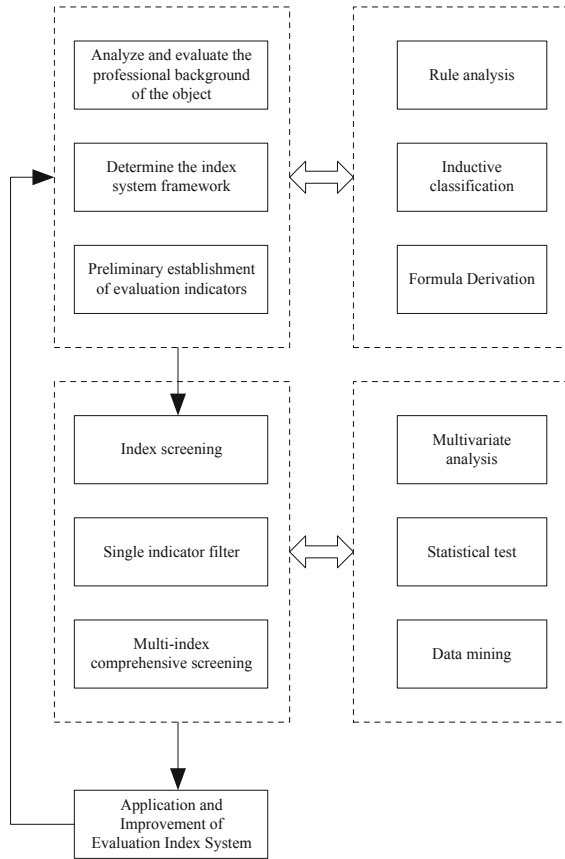 Analyze and evaluate the
professional background
of the object
Determine the index
system framework
Preliminary establishment
of evaluation indicators
Rule analysis
Inductive
classification
Formula Derivation
Index screening
Single indicator filter
Multi-index
comprehensive screening
Multivariate
analysis
Statistical test
Data mining
Application and
Improvement of
Evaluation Index System